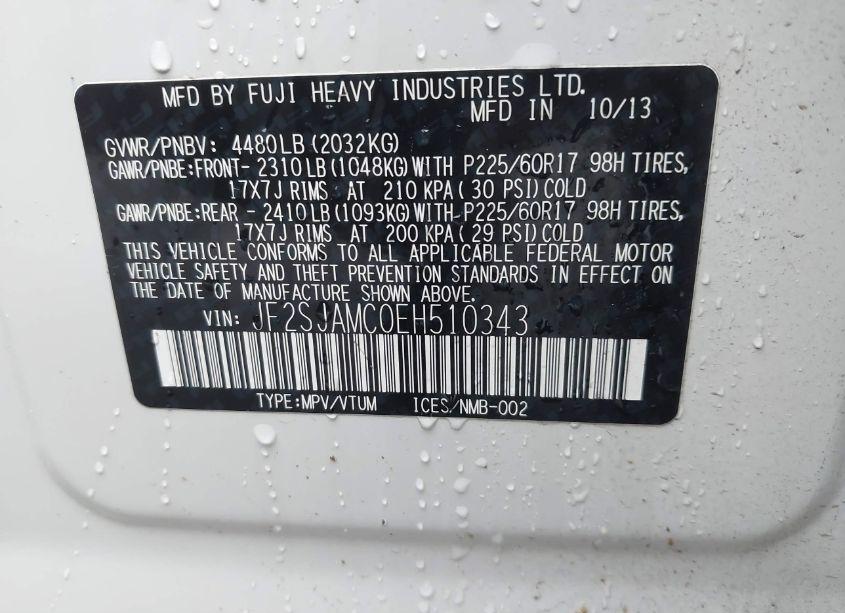 MFD BY FUJI HEAVY INDUSTRIES LTD.
MFD IN 10/13
GVWR/PNBV: 4480LB(2032KG)
GAWR/PNBE:FRONT- 2310LB(1048KG)WITH P225/60R17 98H TIRES,
17X7J RIMS AT 210 KPA( 30 PSI)COLD
GAWR/PNBE:REAR - 2410LB(1093KG)WITH P225/60R17 98H TIRES,
17X7J RIMS AT 200 KPA( 29 PSI)COLD
THIS VEHICLE CONFORMS TO ALL APPLICABLE FEDERAL MOTOR
VEHICLE SAFETY AND THEFT PREVENTION STANDARDS IN EFFECT ON
THE DATE OF MANUFACTURE SHOWN ABOVE.
VIN: JF2SJAMC0EH510343
TYPE:MPV/VTUM ICES/NMB-002